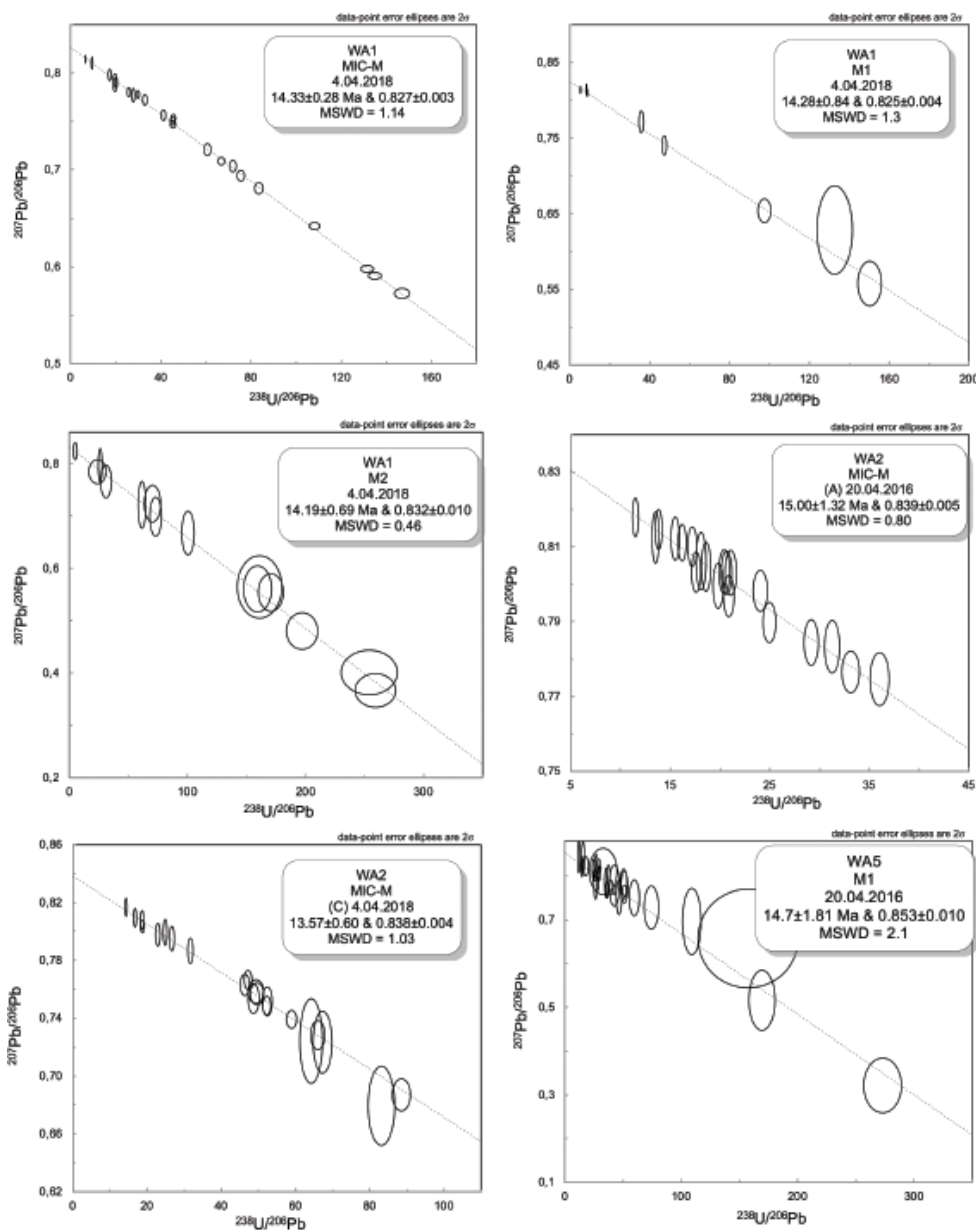 data-point error ellipses are 2σ
WA1
MIC-M
4.04.2018
14.33±0.28 Ma & 0.827±0.003
MSWD = 1.14
0,8
0,7
0,6
0,5
0 40 80 120 160
²⁰⁷Pb/²⁰⁶Pb
²³⁸U/²⁰⁶Pb
data-point error ellipses are 2σ
WA1
M1
4.04.2018
14.28±0.84 & 0.825±0.004
MSWD = 1.3
0,85
0,75
0,65
0,55
0,45
0 40 80 120 160 200
²⁰⁷Pb/²⁰⁶Pb
²³⁸U/²⁰⁶Pb
data-point error ellipses are 2σ
WA1
M2
4.04.2018
14.19±0.69 Ma & 0.832±0.010
MSWD = 0.46
0,8
0,6
0,4
0,2
0 100 200 300
²⁰⁷Pb/²⁰⁶Pb
²³⁸U/²⁰⁶Pb
data-point error ellipses are 2σ
WA2
MIC-M
(A) 20.04.2016
15.00±1.32 Ma & 0.839±0.005
MSWD = 0.80
0,83
0,81
0,79
0,77
0,75
5 15 25 35 45
²⁰⁷Pb/²⁰⁶Pb
²³⁸U/²⁰⁶Pb
data-point error ellipses are 2σ
WA2
MIC-M
(C) 4.04.2018
13.57±0.60 & 0.838±0.004
MSWD = 1.03
0,86
0,82
0,78
0,74
0,70
0,66
0,62
0 20 40 60 80 100
²⁰⁷Pb/²⁰⁶Pb
²³⁸U/²⁰⁶Pb
data-point error ellipses are 2σ
WA5
M1
20.04.2016
14.7±1.81 Ma & 0.853±0.010
MSWD = 2.1
0,7
0,5
0,3
0,1
0 100 200 300
²⁰⁷Pb/²⁰⁶Pb
²³⁸U/²⁰⁶Pb